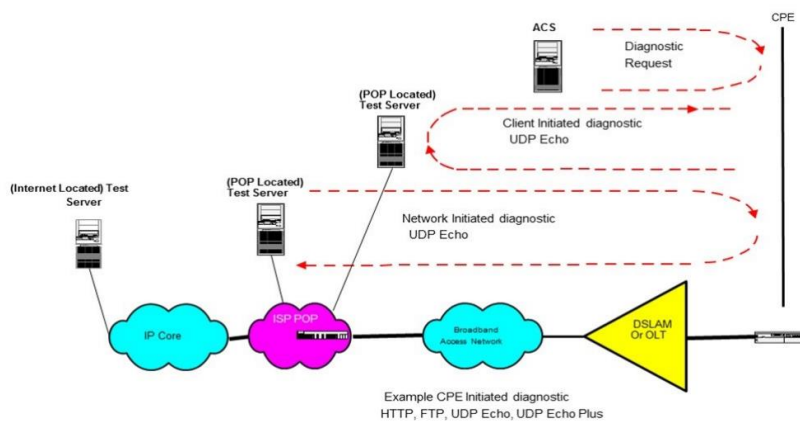 CPE
ACS
Diagnostic
Request
(POP Located)
Test Server
Client Initiated diagnostic
UDP Echo
(Internet Located) Test
Server
(POP Located)
Test Server
Network Initiated diagnostic
UDP Echo
IP Core
ISP POP
Broadband
Access Network
DSLAM
Or OLT
Example CPE Initiated diagnostic
HTTP, FTP, UDP Echo, UDP Echo Plus